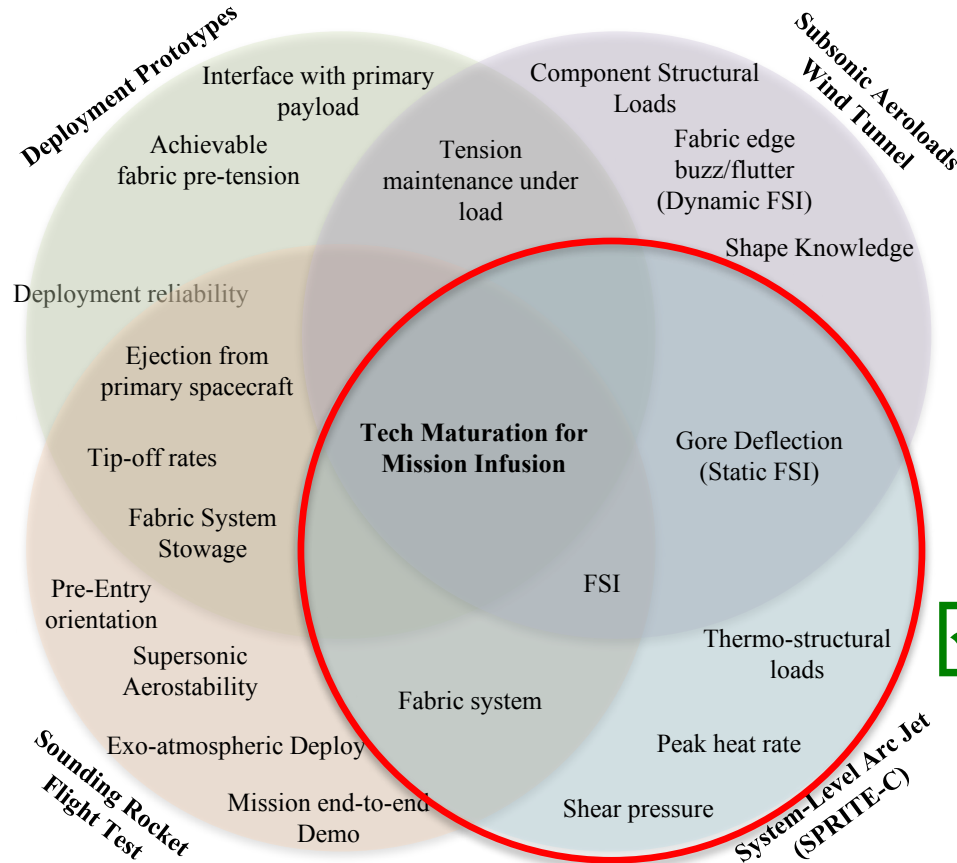 Deployment Prototypes
Subsonic Aeroloads
Wind Tunnel
Interface with primary
payload
Component Structural
Loads
Achievable
fabric pre-tension
Tension
maintenance under
load
Fabric edge
buzz/flutter
(Dynamic FSI)
Shape Knowledge
Deployment reliability
Ejection from
primary spacecraft
Tech Maturation for
Mission Infusion
Gore Deflection
(Static FSI)
Tip-off rates
Fabric System
Stowage
FSI
Pre-Entry
orientation
Thermo-structural
loads
Supersonic
Aerostability
Fabric system
Exo-atmospheric Deploy
Peak heat rate
Mission end-to-end
Demo
Shear pressure
Sounding Rocket
Flight Test
System-Level Arc Jet
(SPRITE-C)